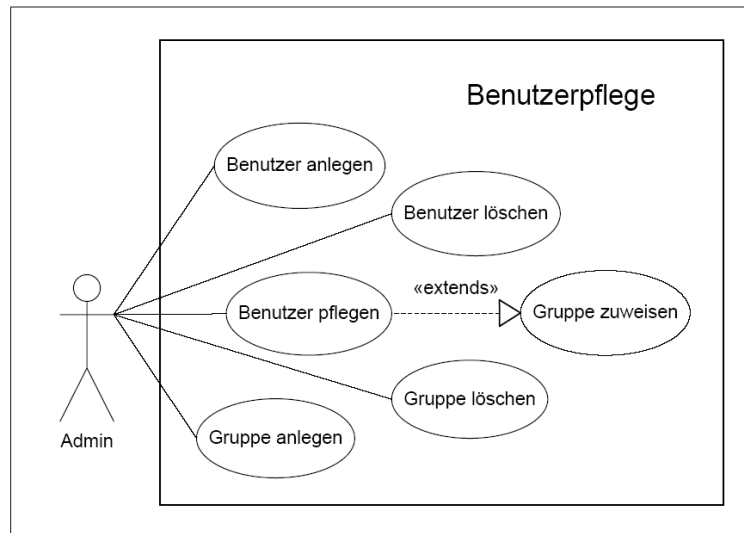 Benutzerpflege
Benutzer anlegen
Benutzer löschen
«extends»
Benutzer pflegen
Gruppe zuweisen
Gruppe löschen
Gruppe anlegen
Admin